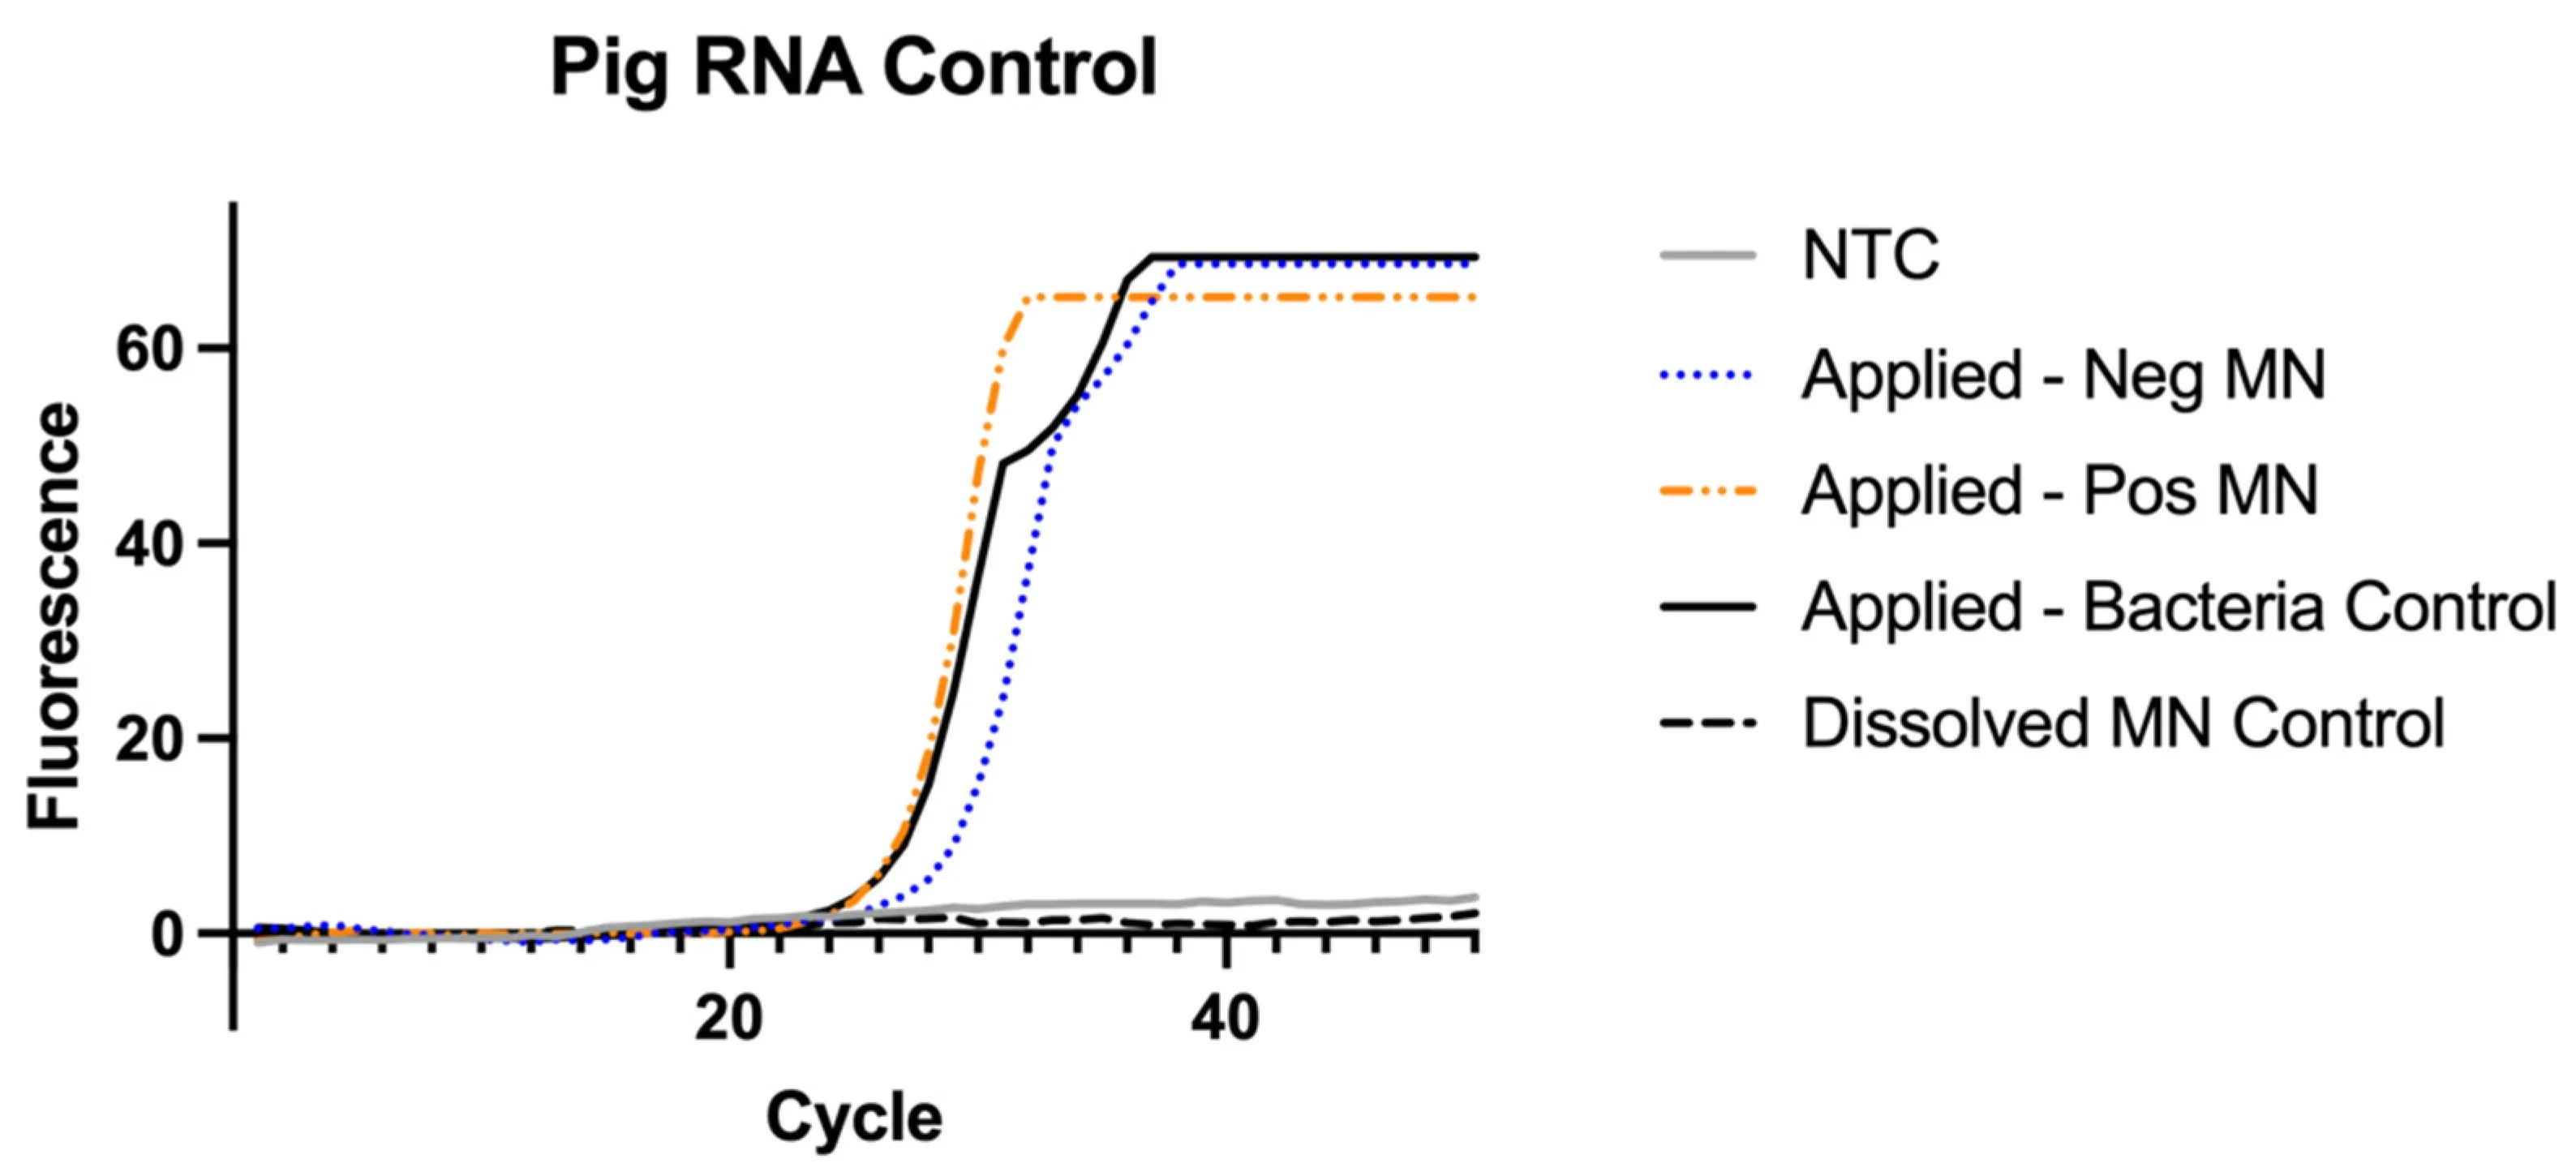 Pig RNA Control
Fluorescence
60
40
20
0
20
40
Cycle
NTC
Applied - Neg MN
Applied - Pos MN
Applied - Bacteria Control
Dissolved MN Control